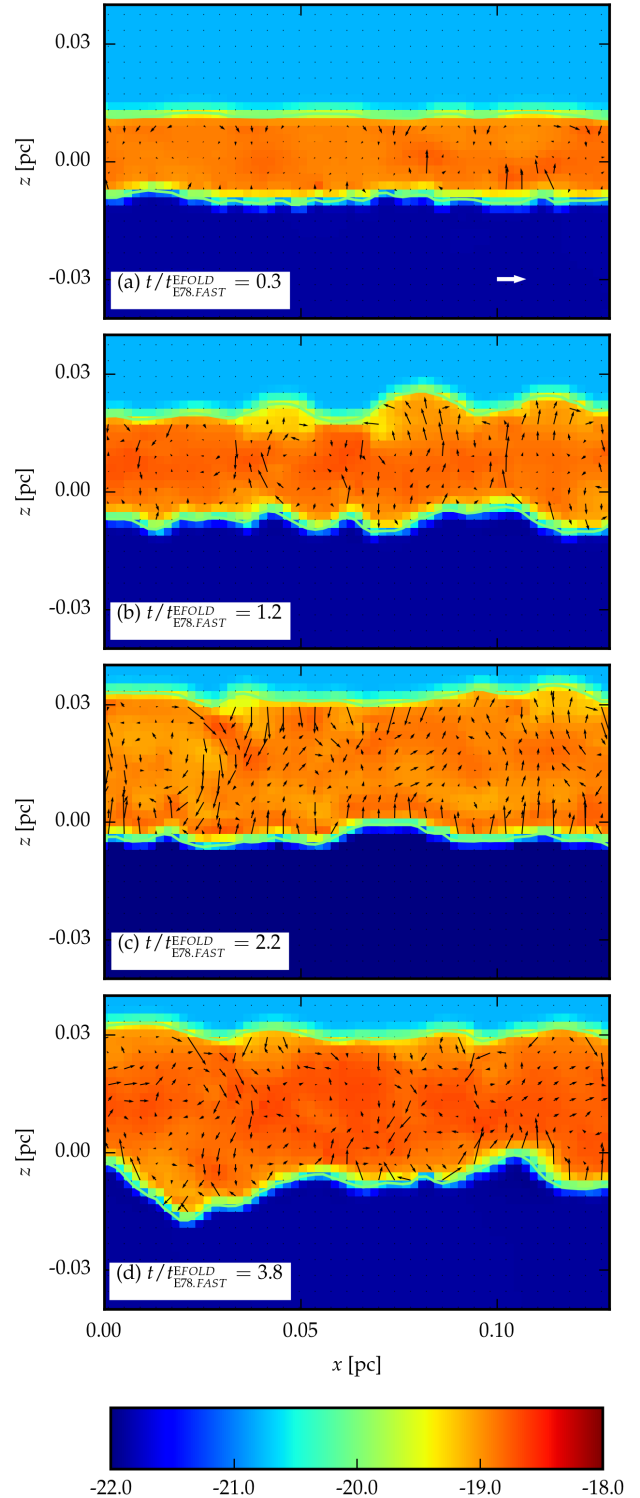 0.03
0.00
-0.03
z [pc]
(a) t/t^EFOLD_E78.FAST = 0.3
0.03
0.00
-0.03
z [pc]
(b) t/t^EFOLD_E78.FAST = 1.2
0.03
0.00
-0.03
z [pc]
(c) t/t^EFOLD_E78.FAST = 2.2
0.03
0.00
-0.03
z [pc]
(d) t/t^EFOLD_E78.FAST = 3.8
0.00 0.05 0.10
x [pc]
-22.0 -21.0 -20.0 -19.0 -18.0